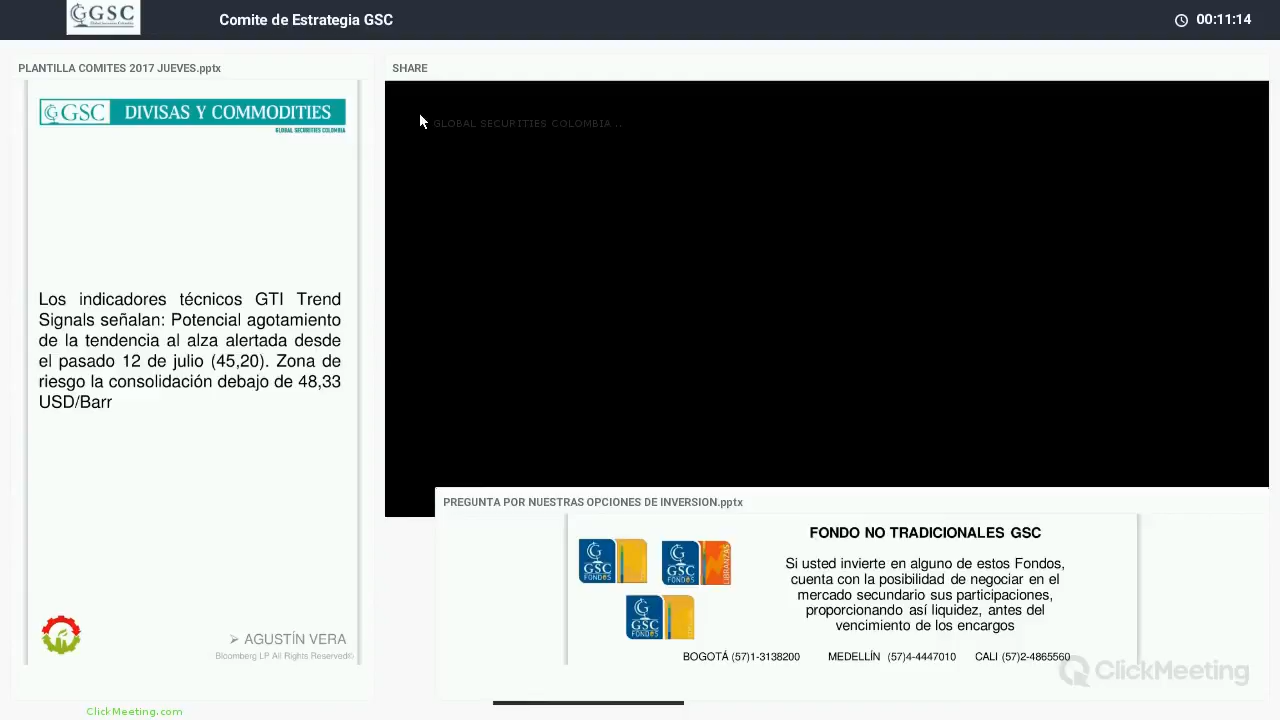 GSC
Comite de Estrategia GSC
00:11:14
PLANTILLA COMITES 2017 JUEVES.pptx
GSC DIVISAS Y COMMODITIES
GLOBAL SECURITIES COLOMBIA
Los indicadores técnicos GTI Trend
Signals señalan: Potencial agotamiento
de la tendencia al alza alertada desde
el pasado 12 de julio (45,20). Zona de
riesgo la consolidación debajo de 48,33
USD/Barr
➢ AGUSTÍN VERA
Bloomberg LP All Rights Reserved©
SHARE
GLOBAL SECURITIES COLOMBIA ..
PREGUNTA POR NUESTRAS OPCIONES DE INVERSION.pptx
GSC
FONDOS
GSC
FONDOS
LIBRANZAS
GSC
FONDOS
FONDO NO TRADICIONALES GSC
Si usted invierte en alguno de estos Fondos,
cuenta con la posibilidad de negociar en el
mercado secundario sus participaciones,
proporcionando así liquidez, antes del
vencimiento de los encargos
BOGOTÁ (57)1-3138200 MEDELLÍN (57)4-4447010 CALI (57)2-4865560
ClickMeeting
ClickMeeting.com